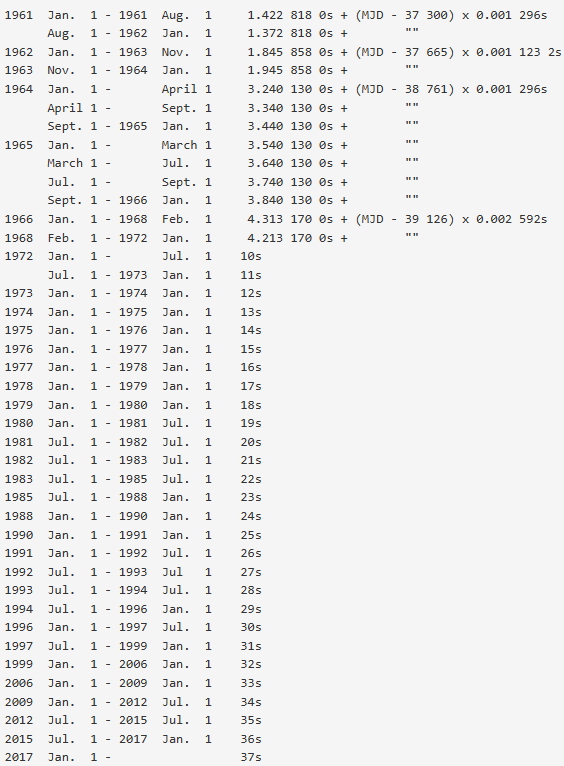 1961  Jan.  1 - 1961  Aug.  1     1.422 818 0s + (MJD - 37 300) x 0.001 296s
      Aug.  1 - 1962  Jan.  1     1.372 818 0s +        ""
1962  Jan.  1 - 1963  Nov.  1     1.845 858 0s + (MJD - 37 665) x 0.001 123 2s
1963  Nov.  1 - 1964  Jan.  1     1.945 858 0s +        ""
1964  Jan.  1 -       April 1     3.240 130 0s + (MJD - 38 761) x 0.001 296s
      April 1 -       Sept. 1     3.340 130 0s +        ""
      Sept. 1 - 1965  Jan.  1     3.440 130 0s +        ""
1965  Jan.  1 -       March 1     3.540 130 0s +        ""
      March 1 -       Jul.  1     3.640 130 0s +        ""
      Jul.  1 -       Sept. 1     3.740 130 0s +        ""
      Sept. 1 - 1966  Jan.  1     3.840 130 0s +        ""
1966  Jan.  1 - 1968  Feb.  1     4.313 170 0s + (MJD - 39 126) x 0.002 592s
1968  Feb.  1 - 1972  Jan.  1     4.213 170 0s +        ""
1972  Jan.  1 -       Jul.  1    10s
      Jul.  1 - 1973  Jan.  1    11s
1973  Jan.  1 - 1974  Jan.  1    12s
1974  Jan.  1 - 1975  Jan.  1    13s
1975  Jan.  1 - 1976  Jan.  1    14s
1976  Jan.  1 - 1977  Jan.  1    15s
1977  Jan.  1 - 1978  Jan.  1    16s
1978  Jan.  1 - 1979  Jan.  1    17s
1979  Jan.  1 - 1980  Jan.  1    18s
1980  Jan.  1 - 1981  Jul.  1    19s
1981  Jul.  1 - 1982  Jul.  1    20s
1982  Jul.  1 - 1983  Jul.  1    21s
1983  Jul.  1 - 1985  Jul.  1    22s
1985  Jul.  1 - 1988  Jan.  1    23s
1988  Jan.  1 - 1990  Jan.  1    24s
1990  Jan.  1 - 1991  Jan.  1    25s
1991  Jan.  1 - 1992  Jul.  1    26s
1992  Jul.  1 - 1993  Jul   1    27s
1993  Jul.  1 - 1994  Jul.  1    28s
1994  Jul.  1 - 1996  Jan.  1    29s
1996  Jan.  1 - 1997  Jul.  1    30s
1997  Jul.  1 - 1999  Jan.  1    31s
1999  Jan.  1 - 2006  Jan.  1    32s
2006  Jan.  1 - 2009  Jan.  1    33s
2009  Jan.  1 - 2012  Jul.  1    34s
2012  Jul.  1 - 2015  Jul.  1    35s
2015  Jul.  1 - 2017  Jan.  1    36s
2017  Jan.  1 -                  37s